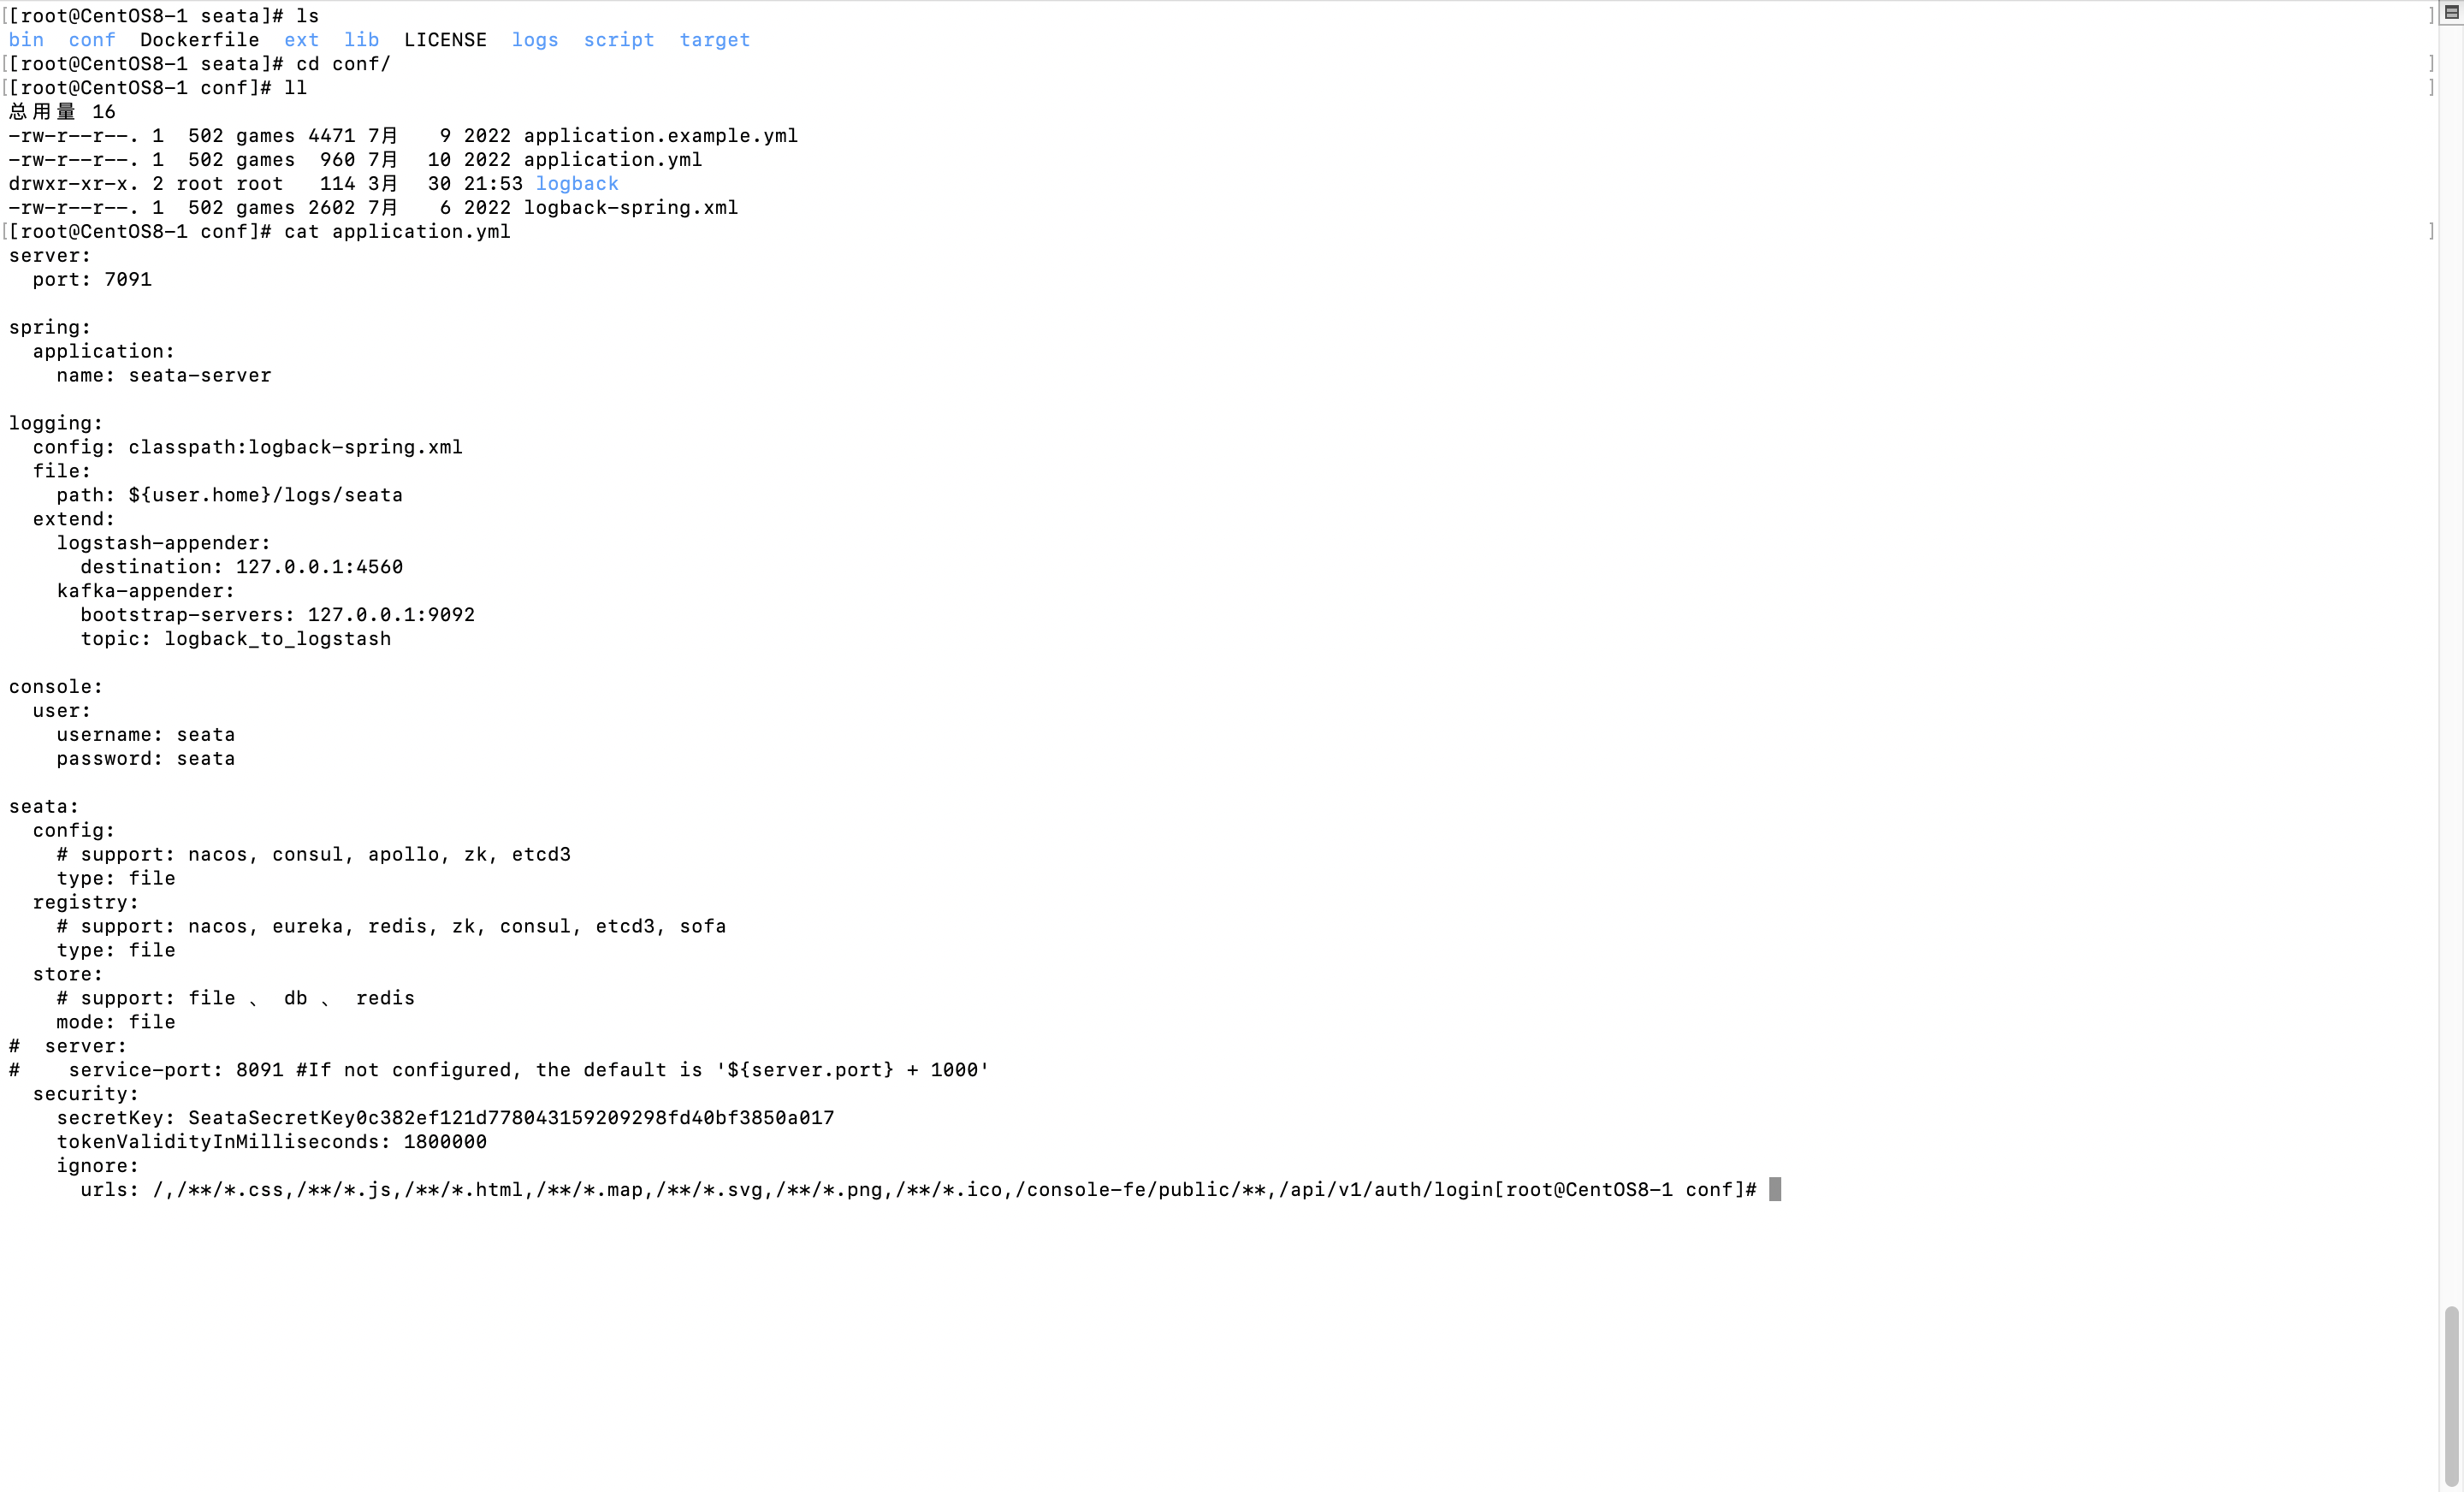 [[root@CentOS8-1 seata]# ls ]
bin  conf  Dockerfile  ext  lib  LICENSE  logs  script  target
[[root@CentOS8-1 seata]# cd conf/ ]
[[root@CentOS8-1 conf]# ll ]
总用量 16
-rw-r--r--. 1  502 games 4471 7月   9 2022 application.example.yml
-rw-r--r--. 1  502 games  960 7月  10 2022 application.yml
drwxr-xr-x. 2 root root   114 3月  30 21:53 logback
-rw-r--r--. 1  502 games 2602 7月   6 2022 logback-spring.xml
[[root@CentOS8-1 conf]# cat application.yml ]
server:
  port: 7091

spring:
  application:
    name: seata-server

logging:
  config: classpath:logback-spring.xml
  file:
    path: ${user.home}/logs/seata
  extend:
    logstash-appender:
      destination: 127.0.0.1:4560
    kafka-appender:
      bootstrap-servers: 127.0.0.1:9092
      topic: logback_to_logstash

console:
  user:
    username: seata
    password: seata

seata:
  config:
    # support: nacos, consul, apollo, zk, etcd3
    type: file
  registry:
    # support: nacos, eureka, redis, zk, consul, etcd3, sofa
    type: file
  store:
    # support: file 、 db 、 redis
    mode: file
#  server:
#    service-port: 8091 #If not configured, the default is '${server.port} + 1000'
  security:
    secretKey: SeataSecretKey0c382ef121d778043159209298fd40bf3850a017
    tokenValidityInMilliseconds: 1800000
    ignore:
      urls: /,/**/*.css,/**/*.js,/**/*.html,/**/*.map,/**/*.svg,/**/*.png,/**/*.ico,/console-fe/public/**,/api/v1/auth/login[root@CentOS8-1 conf]#